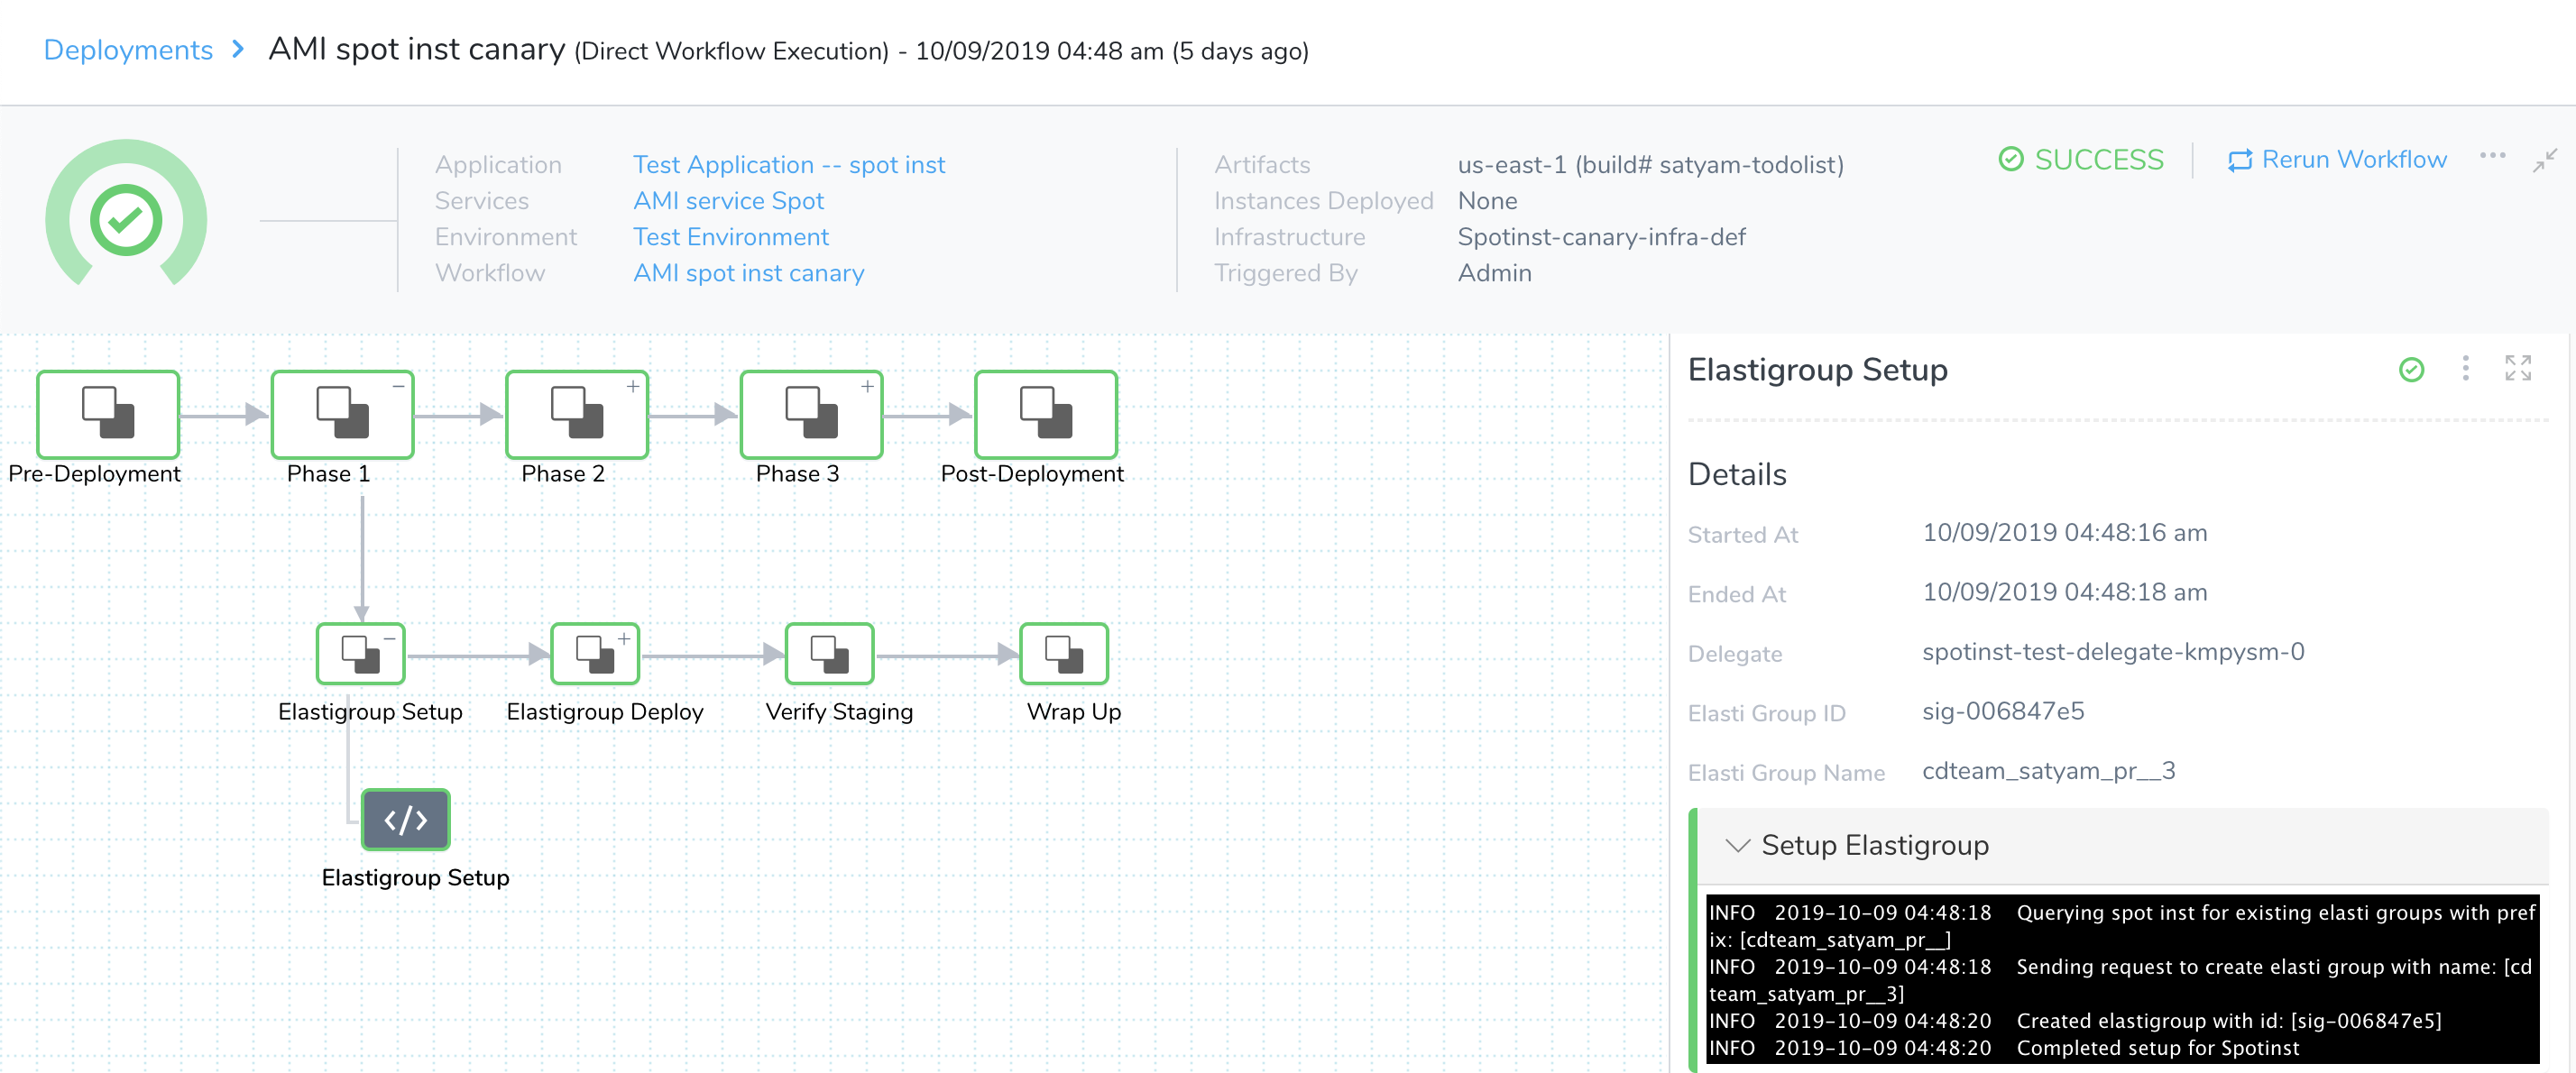 Deployments > AMI spot inst canary (Direct Workflow Execution) - 10/09/2019 04:48 am (5 days ago)
Application Test Application -- spot inst
Services AMI service Spot
Environment Test Environment
Workflow AMI spot inst canary
Artifacts us-east-1 (build# satyam-todolist)
Instances Deployed None
Infrastructure Spotinst-canary-infra-def
Triggered By Admin
SUCCESS
Rerun Workflow
Pre-Deployment
Phase 1
Phase 2
Phase 3
Post-Deployment
Elastigroup Setup
Elastigroup Deploy
Verify Staging
Wrap Up
</>
Elastigroup Setup
Elastigroup Setup
Details
Started At 10/09/2019 04:48:16 am
Ended At 10/09/2019 04:48:18 am
Delegate spotinst-test-delegate-kmpysm-0
Elasti Group ID sig-006847e5
Elasti Group Name cdteam_satyam_pr__3
Setup Elastigroup
INFO 2019-10-09 04:48:18 Querying spot inst for existing elasti groups with pref
ix: [cdteam_satyam_pr__]
INFO 2019-10-09 04:48:18 Sending request to create elasti group with name: [cd
team_satyam_pr__3]
INFO 2019-10-09 04:48:20 Created elastigroup with id: [sig-006847e5]
INFO 2019-10-09 04:48:20 Completed setup for Spotinst